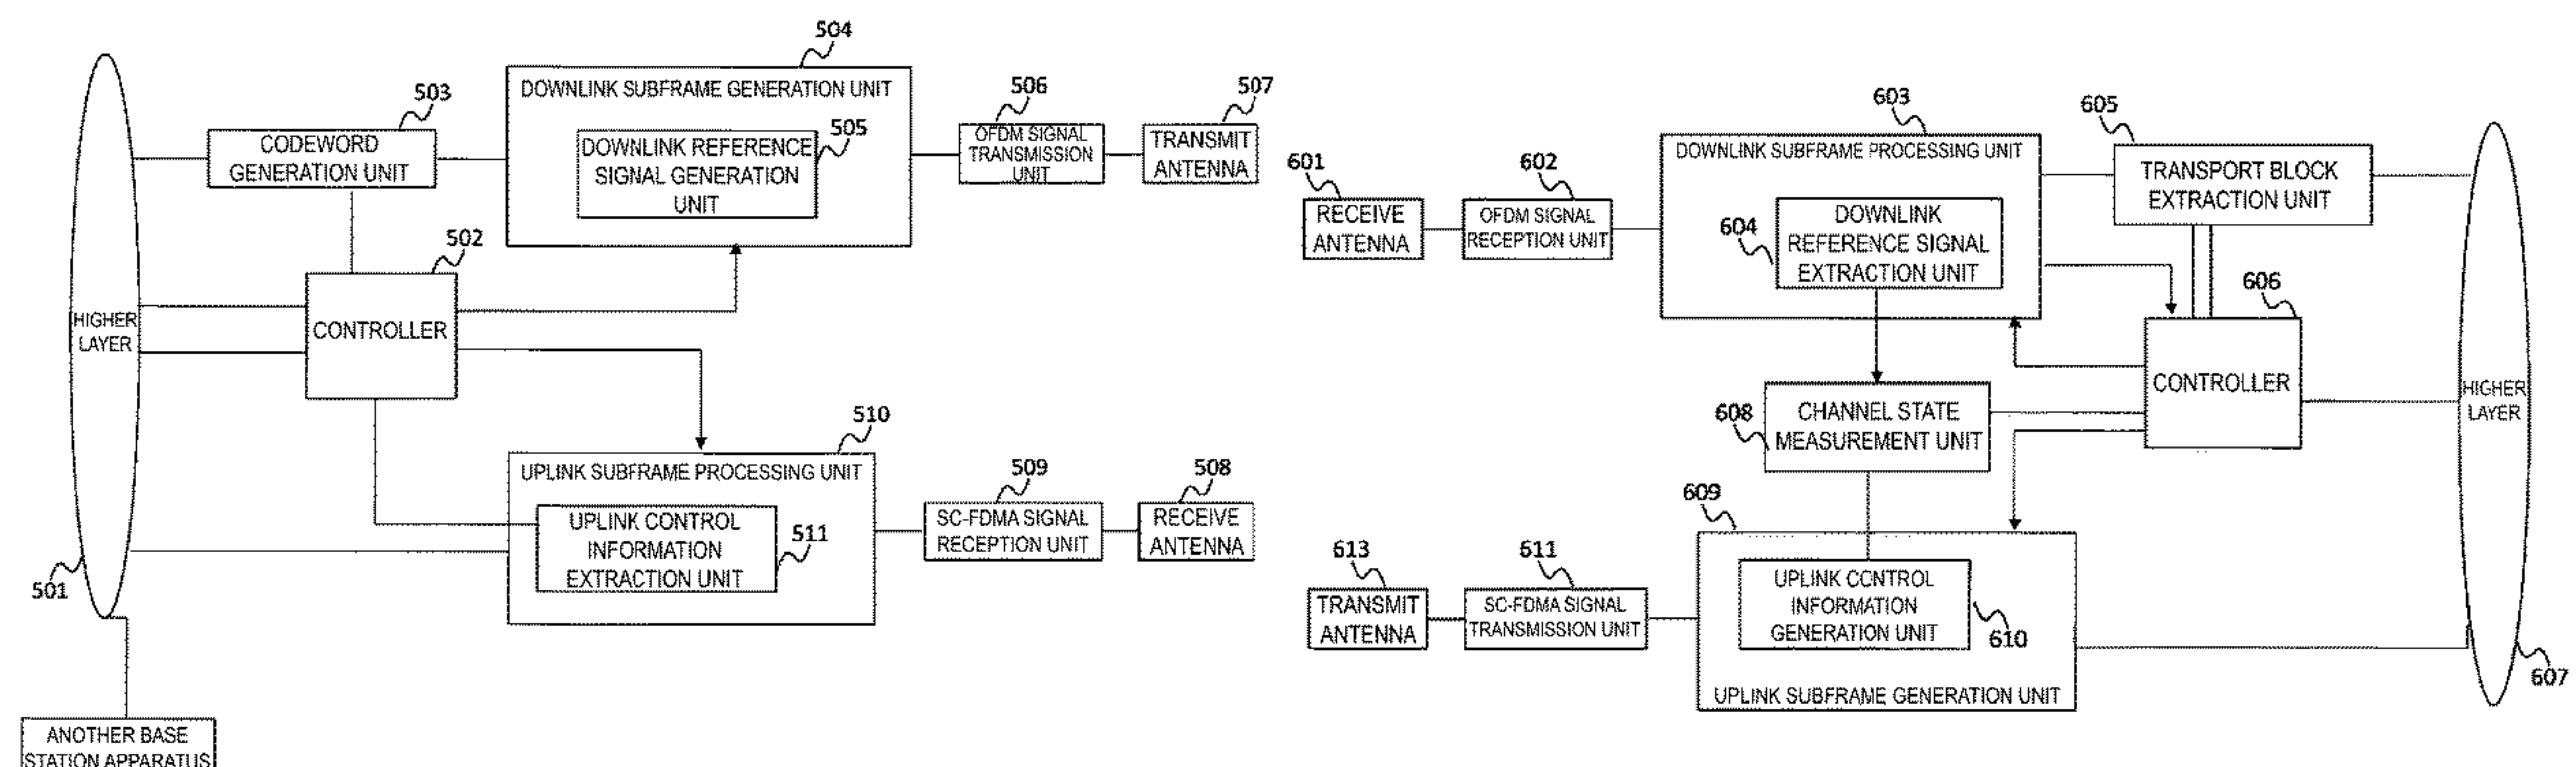 504
DOWNLINK SUBFRAME GENERATION UNIT
503
CODEWORD
GENERATION UNIT
505
DOWNLINK REFERENCE
SIGNAL GENERATION
UNIT
506
OFDM SIGNAL
TRANSMISSION
UNIT
507
TRANSMIT
ANTENNA
502
CONTROLLER
HIGHER
LAYER
501
510
UPLINK SUBFRAME PROCESSING UNIT
UPLINK CONTROL
INFORMATION
EXTRACTION UNIT
511
509
SC-FDMA SIGNAL
RECEPTION UNIT
508
RECEIVE
ANTENNA
ANOTHER BASE
STATION APPARATUS
603
DOWNLINK SUBFRAME PROCESSING UNIT
601
RECEIVE
ANTENNA
602
OFDM SIGNAL
RECEPTION UNIT
604
DOWNLINK
REFERENCE SIGNAL
EXTRACTION UNIT
605
TRANSPORT BLOCK
EXTRACTION UNIT
606
CONTROLLER
HIGHER
LAYER
607
608
CHANNEL STATE
MEASUREMENT UNIT
609
UPLINK CONTROL
INFORMATION
GENERATION UNIT
610
UPLINK SUBFRAME GENERATION UNIT
611
SC-FDMA SIGNAL
TRANSMISSION UNIT
613
TRANSMIT
ANTENNA